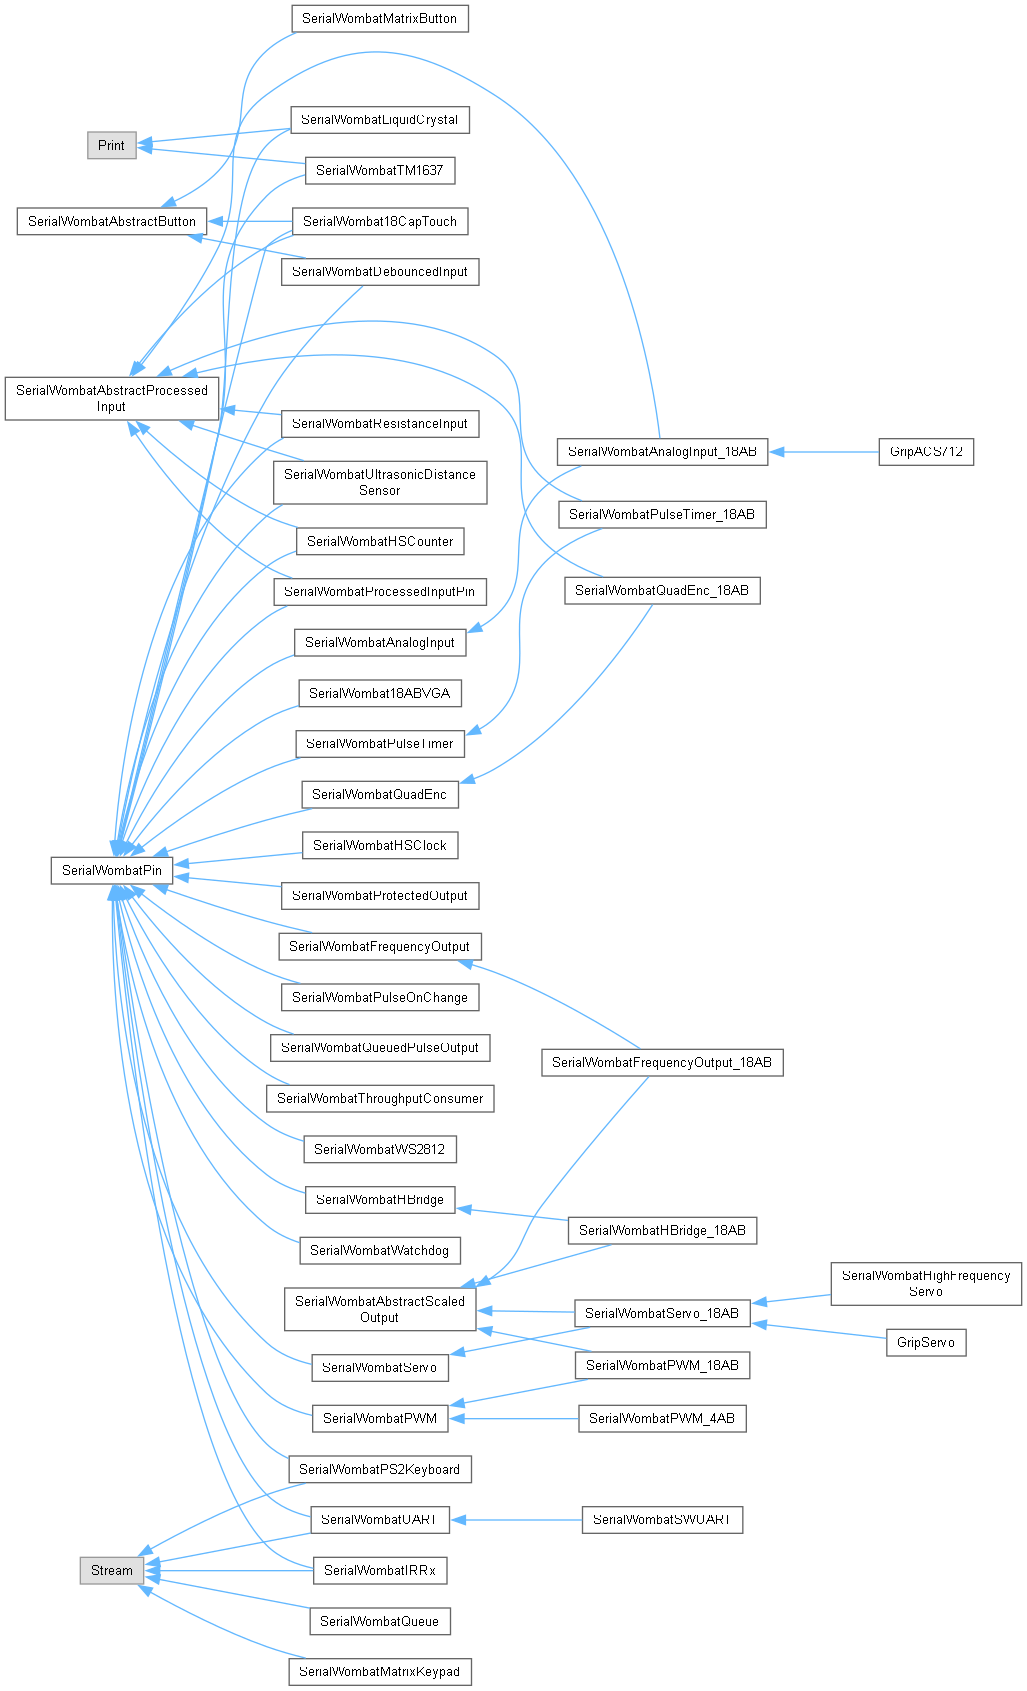 SerialWombatMatrixButton
SerialWombatLiquidCrystal
Print
SerialWombatTM1637
SerialWombatAbstractButton
SerialWombat18CapTouch
SerialWombatDebouncedInput
SerialWombatAbstractProcessed
Input
SerialWombatResistanceInput
SerialWombatAnalogInput_18AB
GripACS712
SerialWombatUltrasonicDistance
Sensor
SerialWombatPulseTimer_18AB
SerialWombatHSCounter
SerialWombatProcessedInputPin
SerialWombatQuadEnc_18AB
SerialWombatAnalogInput
SerialWombat18ABVGA
SerialWombatPulseTimer
SerialWombatQuadEnc
SerialWombatHSClock
SerialWombatPin
SerialWombatProtectedOutput
SerialWombatFrequencyOutput
SerialWombatPulseOnChange
SerialWombatQueuedPulseOutput
SerialWombatFrequencyOutput_18AB
SerialWombatThroughputConsumer
SerialWombatWS2812
SerialWombatHBridge
SerialWombatHBridge_18AB
SerialWombatWatchdog
SerialWombatHighFrequency
Servo
SerialWombatAbstractScaled
Output
SerialWombatServo_18AB
GripServo
SerialWombatServo
SerialWombatPWM_18AB
SerialWombatPWM
SerialWombatPWM_4AB
SerialWombatPS2Keyboard
SerialWombatUART
SerialWombatSWUART
Stream
SerialWombatIRRx
SerialWombatQueue
SerialWombatMatrixKeypad